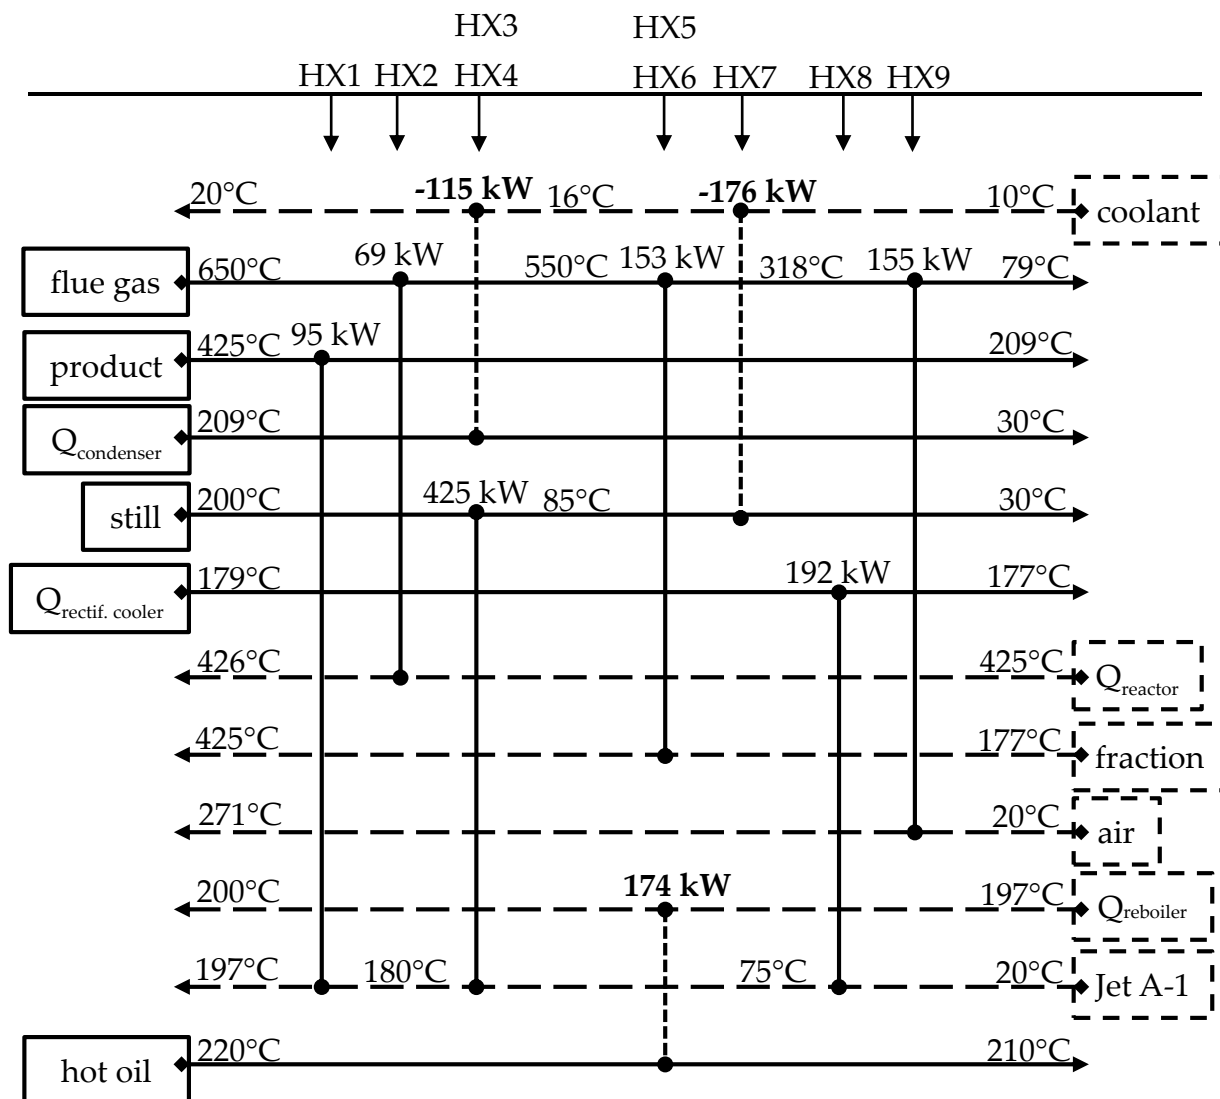 HX3 HX5
HX1 HX2 HX4 HX6 HX7 HX8 HX9
20°C -115 kW 16°C -176 kW 10°C coolant
flue gas 650°C 69 kW 550°C 153 kW 318°C 155 kW 79°C
product 425°C 95 kW 209°C
Qcondenser 209°C 30°C
still 200°C 425 kW 85°C 30°C
Qrectif. cooler 179°C 192 kW 177°C
426°C 425°C Qreactor
425°C 177°C fraction
271°C 20°C air
200°C 174 kW 197°C Qreboiler
197°C 180°C 75°C 20°C Jet A-1
hot oil 220°C 210°C